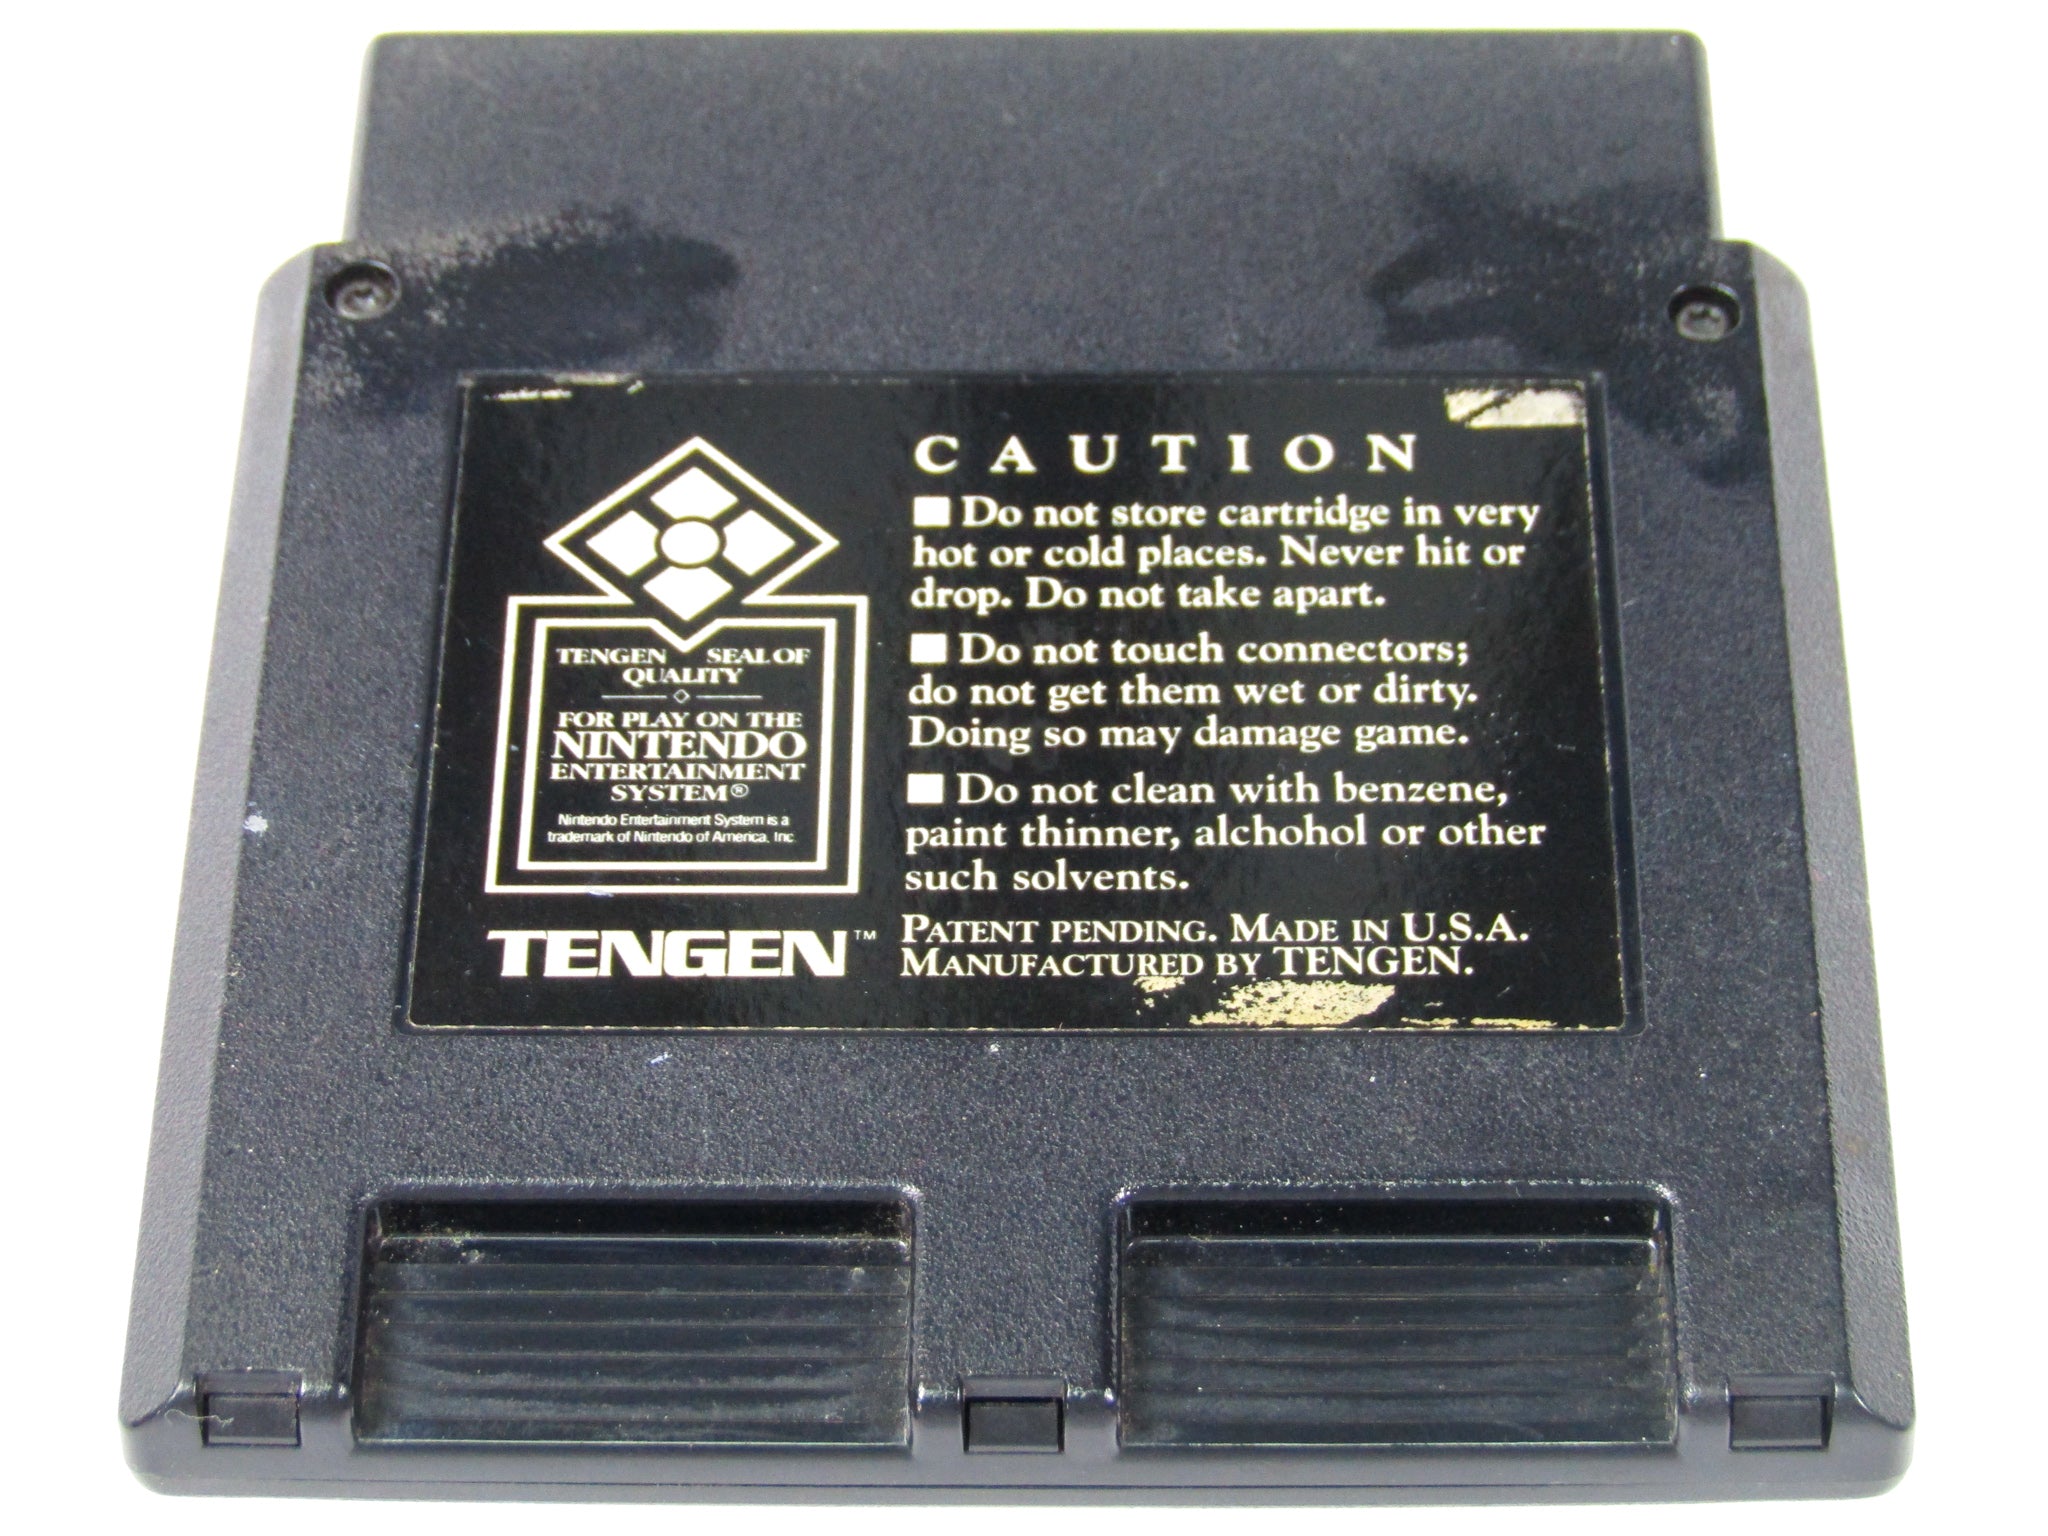 TENGEN SEAL OF
QUALITY
FOR PLAY ON THE
NINTENDO
ENTERTAINMENT
SYSTEM®
Nintendo Entertainment System is a
trademark of Nintendo of America, Inc
TENGEN™
CAUTION
■ Do not store cartridge in very
hot or cold places. Never hit or
drop. Do not take apart.
■ Do not touch connectors;
do not get them wet or dirty.
Doing so may damage game.
■ Do not clean with benzene,
paint thinner, alchohol or other
such solvents.
PATENT PENDING. MADE IN U.S.A.
MANUFACTURED BY TENGEN.